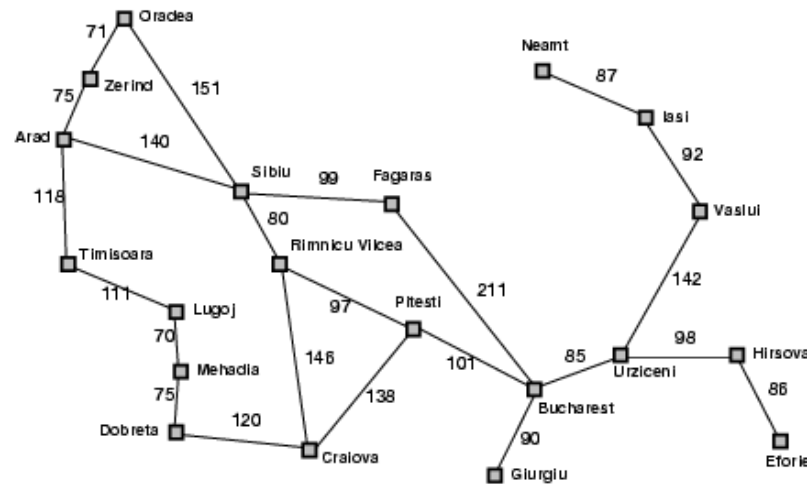 Oradea
71
Neamt
87
Zerind
75
151
Iasi
Arad
140
92
Sibiu
99
Fagaras
118
80
Vaslui
Timisoara
Rimnicu Vilcea
111
Lugoj
97
Pitesti
211
142
70
98
Hirsova
146
101
85
Urziceni
Mehadia
86
75
138
Bucharest
120
Dobreta
90
Craiova
Eforie
Giurgiu